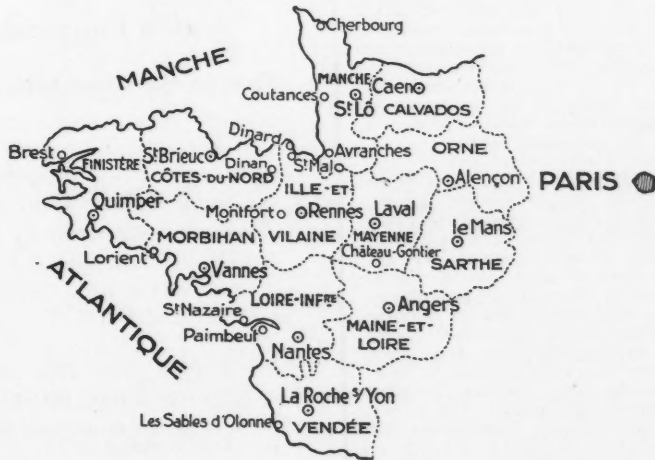 Cherbourg
MANCHE
MANCHE
Caen
Coutances
St Lô
CALVADOS
Dinard
Brest
FINISTÈRE
St Brieuc
Dinan
St Malo
Avranches
ORNE
CÔTES-DU-NORD
ILLE-ET
Alençon
PARIS
Quimper
Montfort
Rennes
Laval
le Mans
MORBIHAN
VILAINE
MAYENNE
Château-Gontier
SARTHE
Lorient
Vannes
ATLANTIQUE
LOIRE-INFRE
St Nazaire
Angers
Paimbeuf
MAINE-ET-
LOIRE
Nantes
La Roche s/Yon
Les Sables d'Olonne
VENDÉE